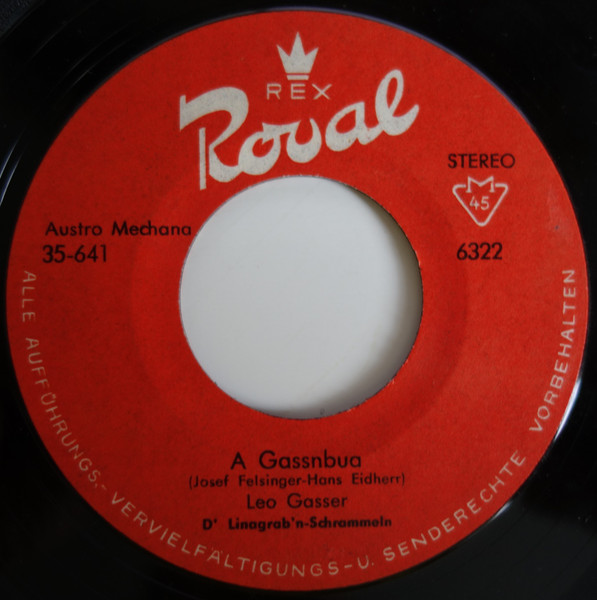 REX
Royal
STEREO
M
45
Austro Mechana
35-641
6322
ALLE AUFFÜHRUNGS.- VERVIELFÄLTIGUNGS-U. SENDERECHTE VORBEHALTEN
A Gassnbua
(Josef Felsinger-Hans Eidherr)
Leo Gasser
D' Linagrab'n-Schrammeln